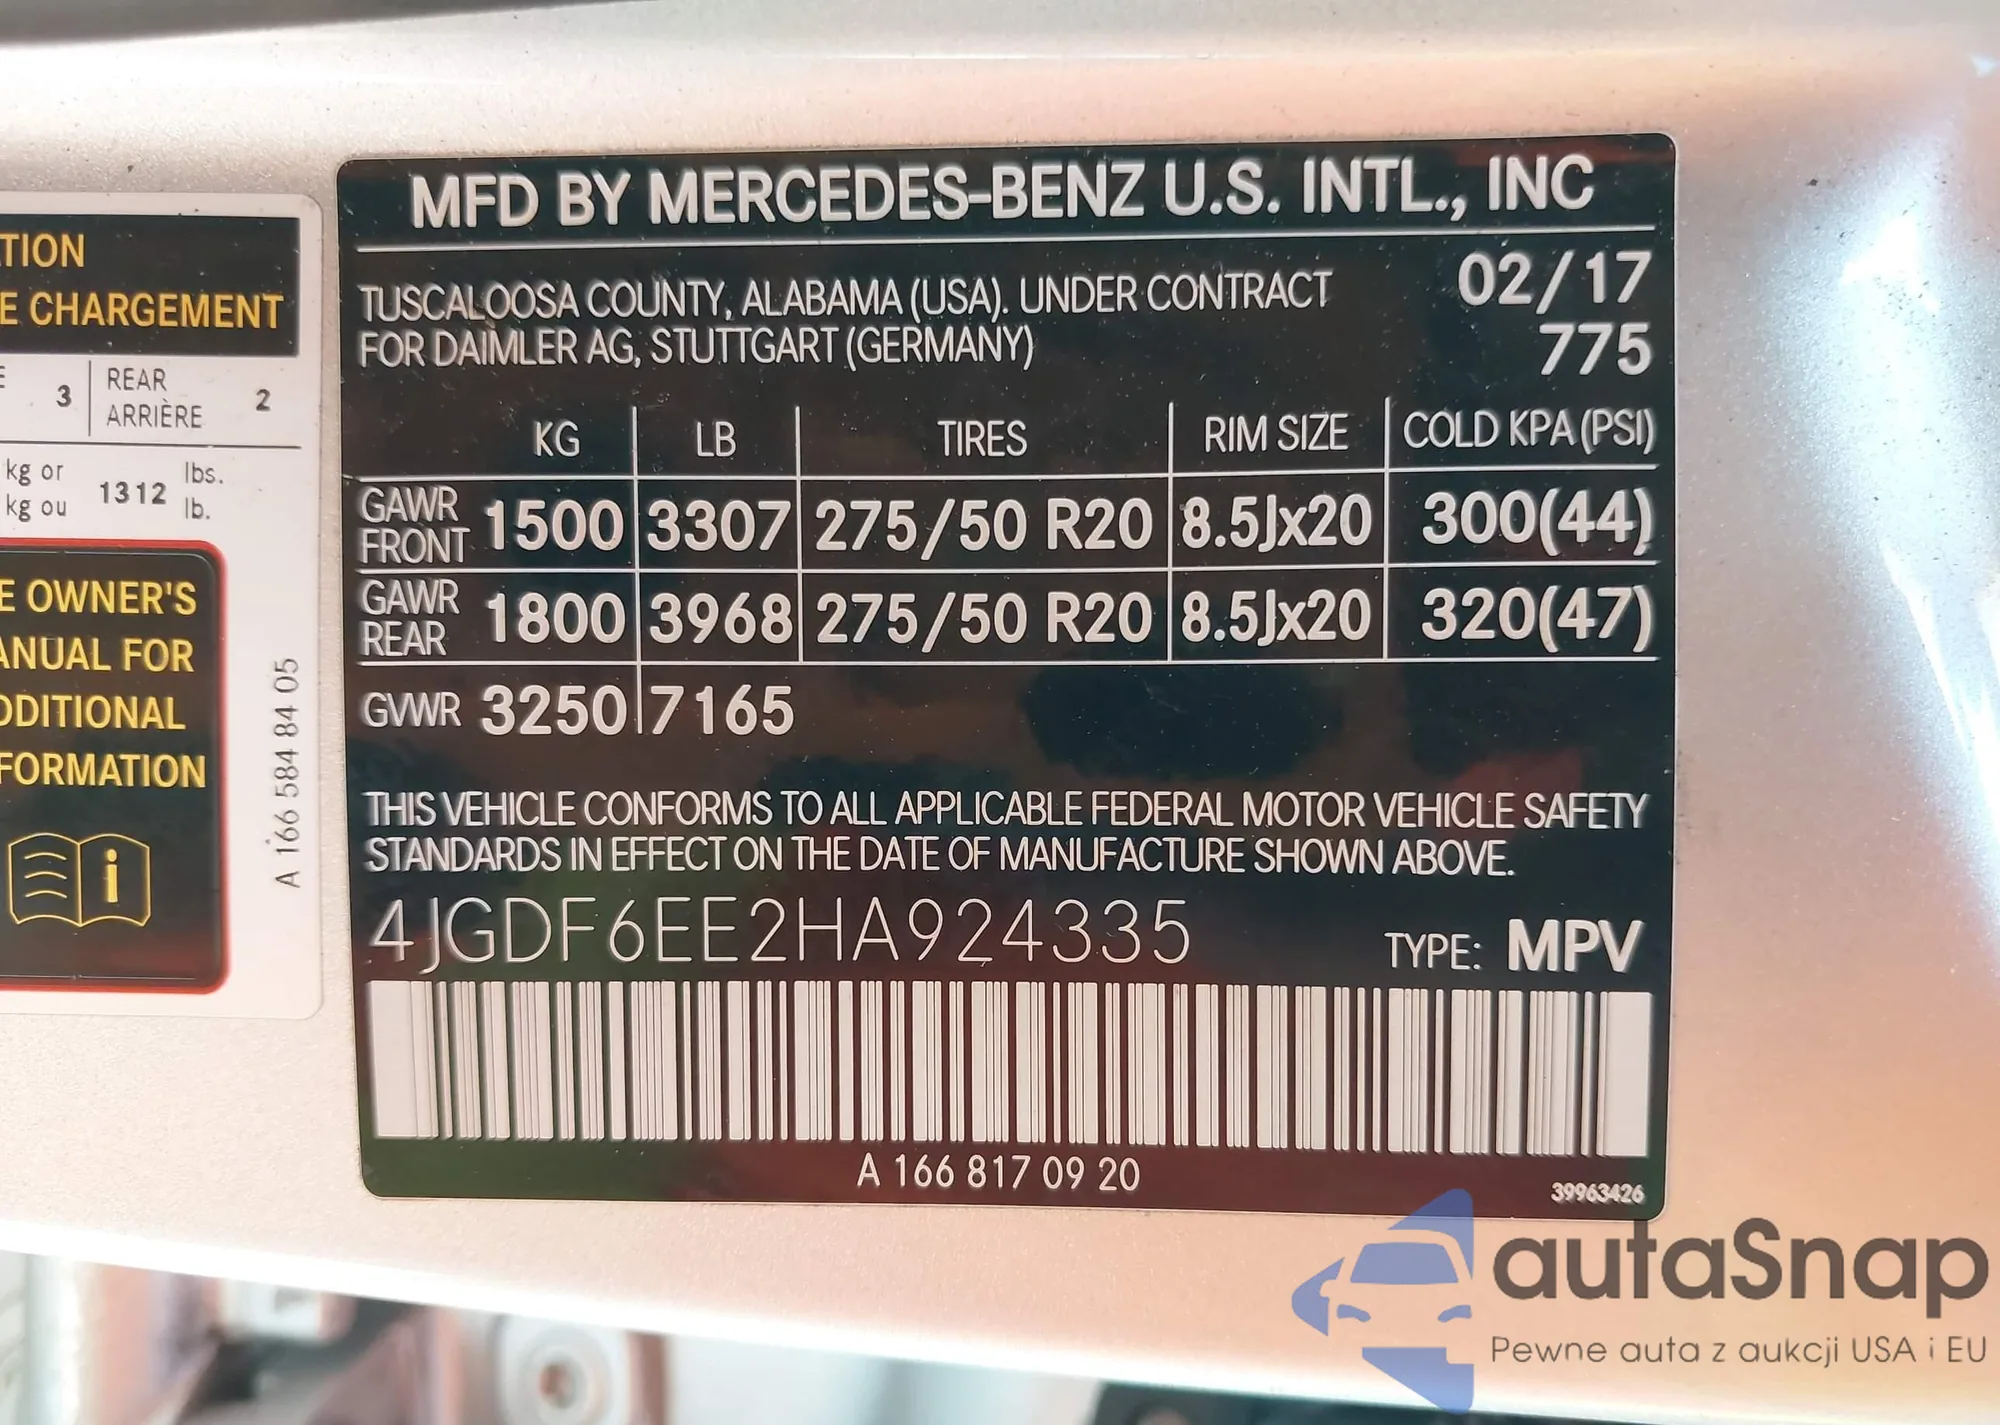 TION
E CHARGEMENT
3 REAR 2
ARRIÈRE
kg or 1312 lbs.
kg ou lb.
E OWNER'S
ANUAL FOR
DDITIONAL
FORMATION
i
A 166 584 84 05
MFD BY MERCEDES-BENZ U.S. INTL., INC
TUSCALOOSA COUNTY, ALABAMA (USA). UNDER CONTRACT 02/17
FOR DAIMLER AG, STUTTGART (GERMANY) 775
KG LB TIRES RIM SIZE COLD KPA (PSI)
GAWR FRONT 1500 3307 275/50 R20 8.5Jx20 300(44)
GAWR REAR 1800 3968 275/50 R20 8.5Jx20 320(47)
GVWR 3250 7165
THIS VEHICLE CONFORMS TO ALL APPLICABLE FEDERAL MOTOR VEHICLE SAFETY
STANDARDS IN EFFECT ON THE DATE OF MANUFACTURE SHOWN ABOVE.
4JGDF6EE2HA924335 TYPE: MPV
A 166 817 09 20
39963426
autaSnap
Pewne auta z aukcji USA i EU